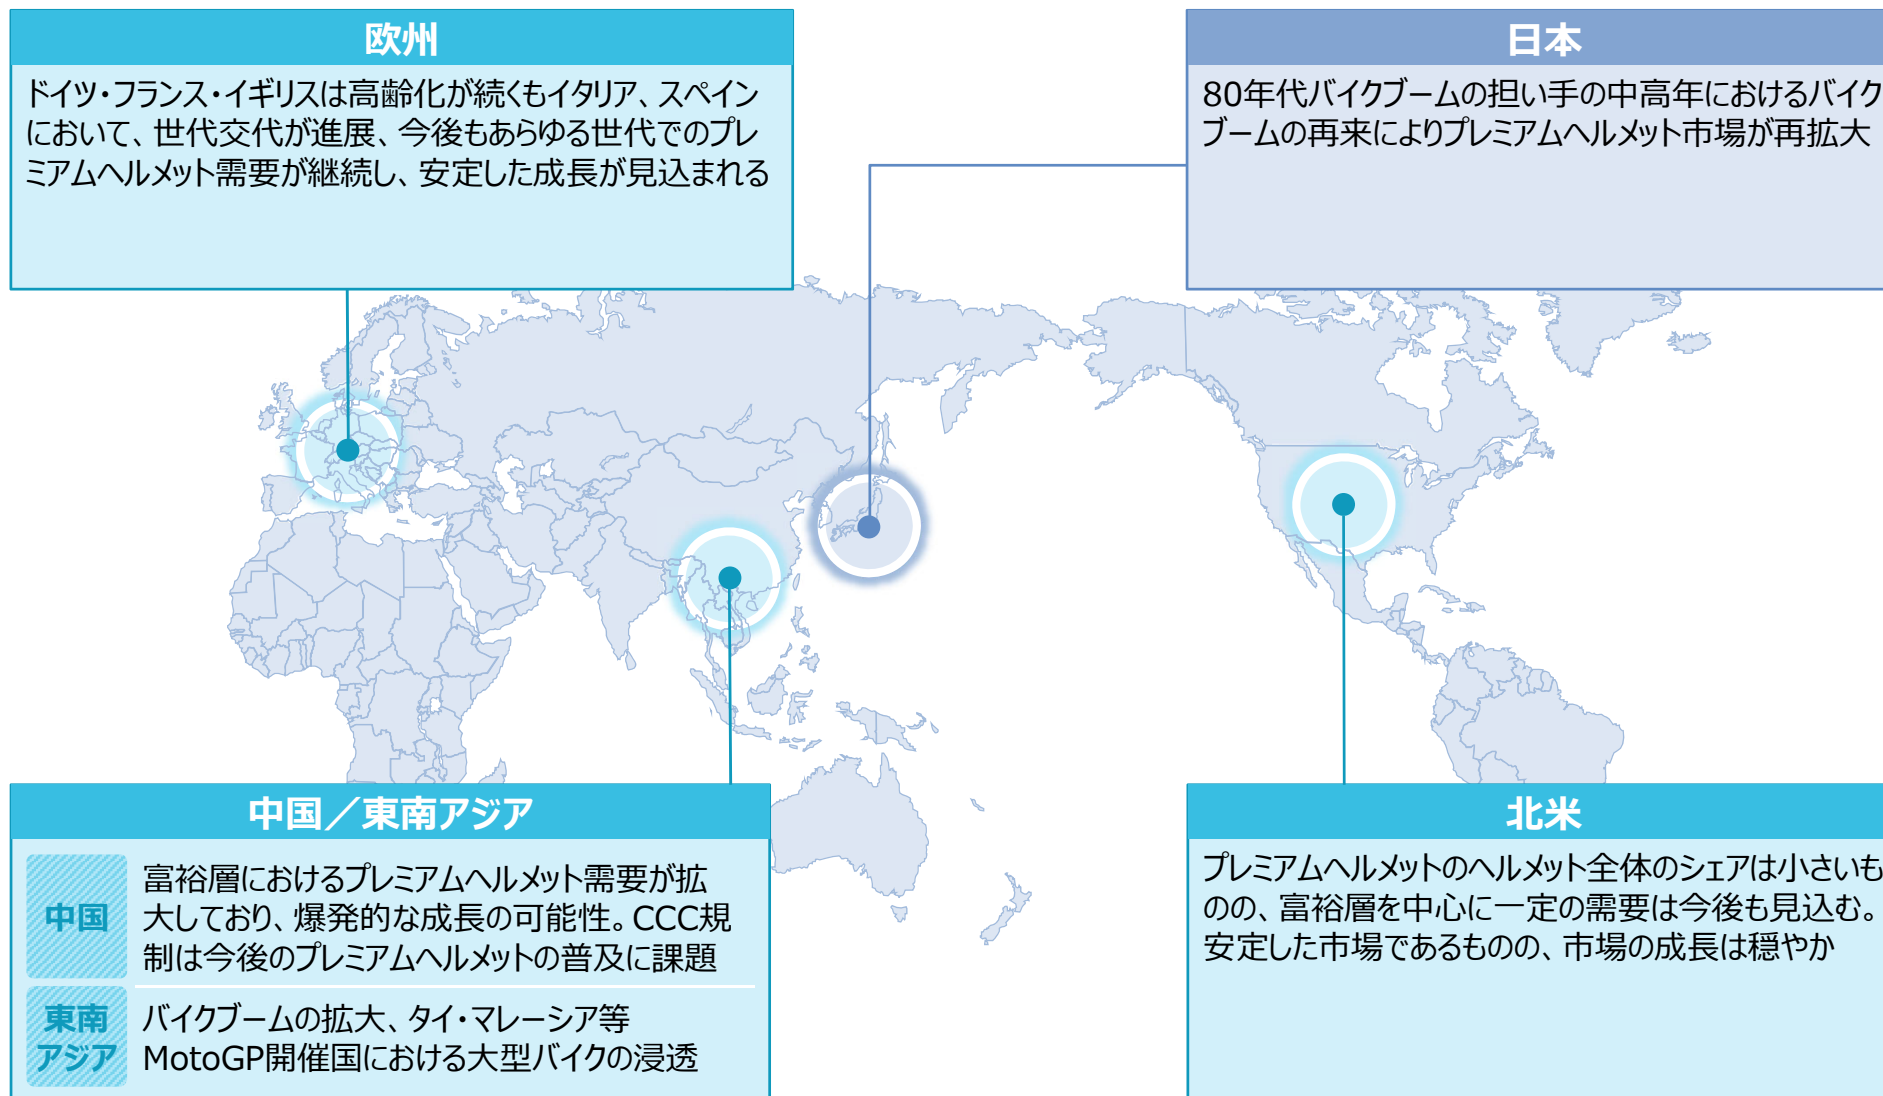 欧州
ドイツ・フランス・イギリスは高齢化が続くもイタリア、スペイン
において、世代交代が進展、今後もあらゆる世代でのプレ
ミアムヘルメット需要が継続し、安定した成長が見込まれる
日本
80年代バイクブームの担い手の中高年におけるバイク
ブームの再来によりプレミアムヘルメット市場が再拡大
中国／東南アジア
中国
富裕層におけるプレミアムヘルメット需要が拡
大しており、爆発的な成長の可能性。CCC規
制は今後のプレミアムヘルメットの普及に課題
東南
アジア
バイクブームの拡大、タイ・マレーシア等
MotoGP開催国における大型バイクの浸透
北米
プレミアムヘルメットのヘルメット全体のシェアは小さいも
のの、富裕層を中心に一定の需要は今後も見込む。
安定した市場であるものの、市場の成長は穏やか